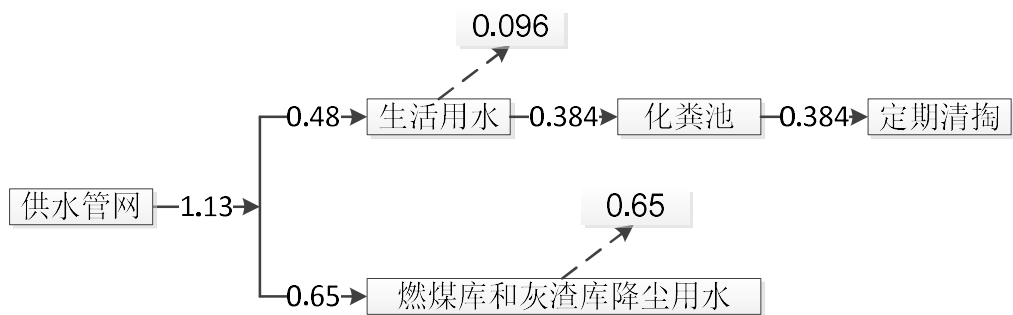 0.096
0.48
生活用水
0.384
化粪池
0.384
定期清掏
供水管网
1.13
0.65
0.65
燃煤库和灰渣库降尘用水